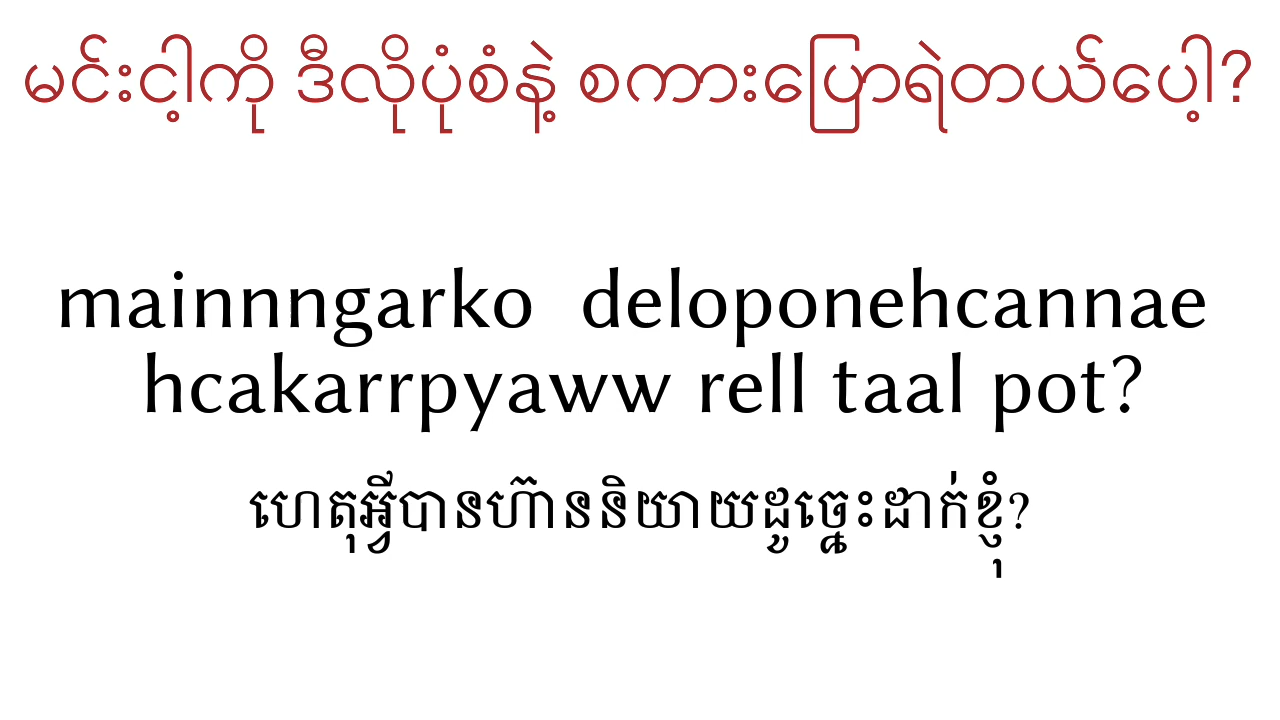 မင်းငါ့ကို ဒီလိုပုံစံနဲ့ စကားပြောရဲတယ်ပေါ့?
mainnngarko deloponehcannae
hcakarrpyaww rell taal pot?
ហេតុអ្វីបានហ៊ាននិយាយដូច្នេះដាក់ខ្ញុំ?